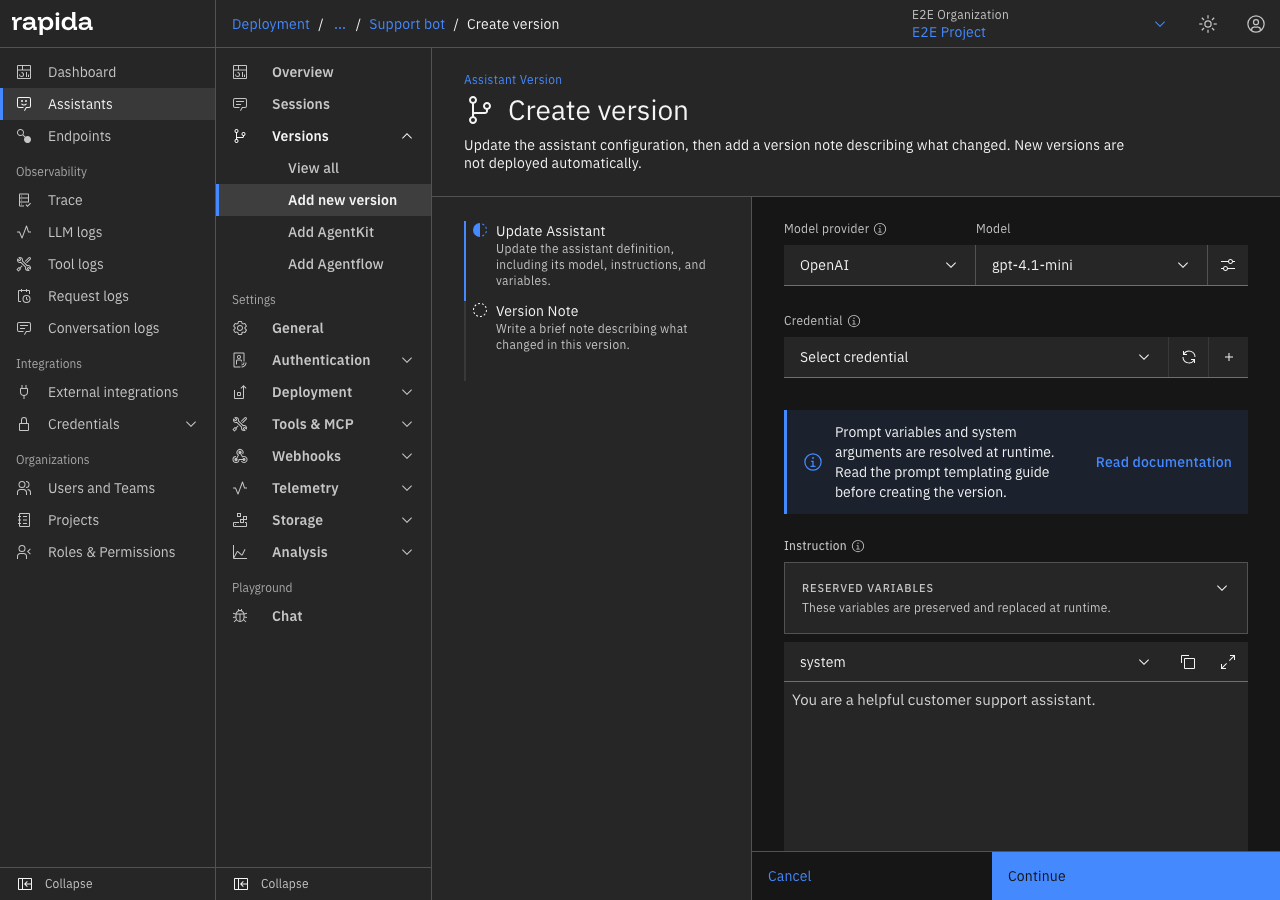 rapida
Deployment / ... / Support bot / Create version
E2E Organization
E2E Project
Dashboard
Assistants
Endpoints
Observability
Trace
LLM logs
Tool logs
Request logs
Conversation logs
Integrations
External integrations
Credentials
Organizations
Users and Teams
Projects
Roles & Permissions
Collapse
Overview
Sessions
Versions
View all
Add new version
Add AgentKit
Add Agentflow
Settings
General
Authentication
Deployment
Tools & MCP
Webhooks
Telemetry
Storage
Analysis
Playground
Chat
Collapse
Assistant Version
Create version
Update the assistant configuration, then add a version note describing what changed. New versions are
not deployed automatically.
Update Assistant
Update the assistant definition,
including its model, instructions, and
variables.
Version Note
Write a brief note describing what
changed in this version.
Model provider
Model
OpenAI
gpt-4.1-mini
Credential
Select credential
Prompt variables and system
arguments are resolved at runtime.
Read the prompt templating guide
before creating the version.
Read documentation
Instruction
RESERVED VARIABLES
These variables are preserved and replaced at runtime.
system
You are a helpful customer support assistant.
Cancel
Continue